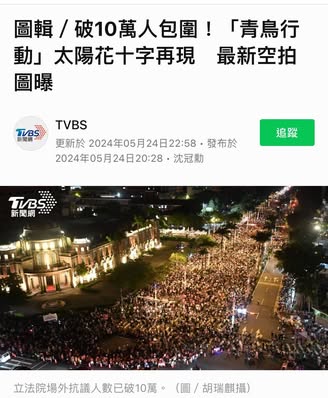 圖輯／破10萬人包圍！「青鳥行
動」太陽花十字再現　最新空拍
圖曝
TVBS
TVBS
新聞網
更新於 2024年05月24日22:58・發布於
2024年05月24日20:28・沈冠勳
追蹤
TVBS
新聞網
立法院場外抗議人數已破10萬。（圖／胡瑞麒攝）